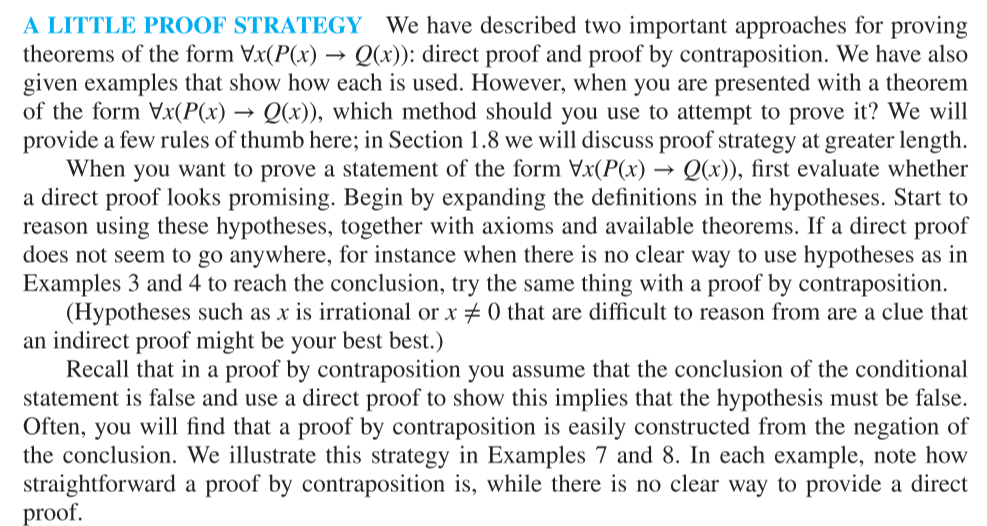 A LITTLE PROOF STRATEGY We have described two important approaches for proving
theorems of the form ∀x(P(x) → Q(x)): direct proof and proof by contraposition. We have also
given examples that show how each is used. However, when you are presented with a theorem
of the form ∀x(P(x) → Q(x)), which method should you use to attempt to prove it? We will
provide a few rules of thumb here; in Section 1.8 we will discuss proof strategy at greater length.
When you want to prove a statement of the form ∀x(P(x) → Q(x)), first evaluate whether
a direct proof looks promising. Begin by expanding the definitions in the hypotheses. Start to
reason using these hypotheses, together with axioms and available theorems. If a direct proof
does not seem to go anywhere, for instance when there is no clear way to use hypotheses as in
Examples 3 and 4 to reach the conclusion, try the same thing with a proof by contraposition.
(Hypotheses such as x is irrational or x ≠ 0 that are difficult to reason from are a clue that
an indirect proof might be your best best.)
Recall that in a proof by contraposition you assume that the conclusion of the conditional
statement is false and use a direct proof to show this implies that the hypothesis must be false.
Often, you will find that a proof by contraposition is easily constructed from the negation of
the conclusion. We illustrate this strategy in Examples 7 and 8. In each example, note how
straightforward a proof by contraposition is, while there is no clear way to provide a direct
proof.